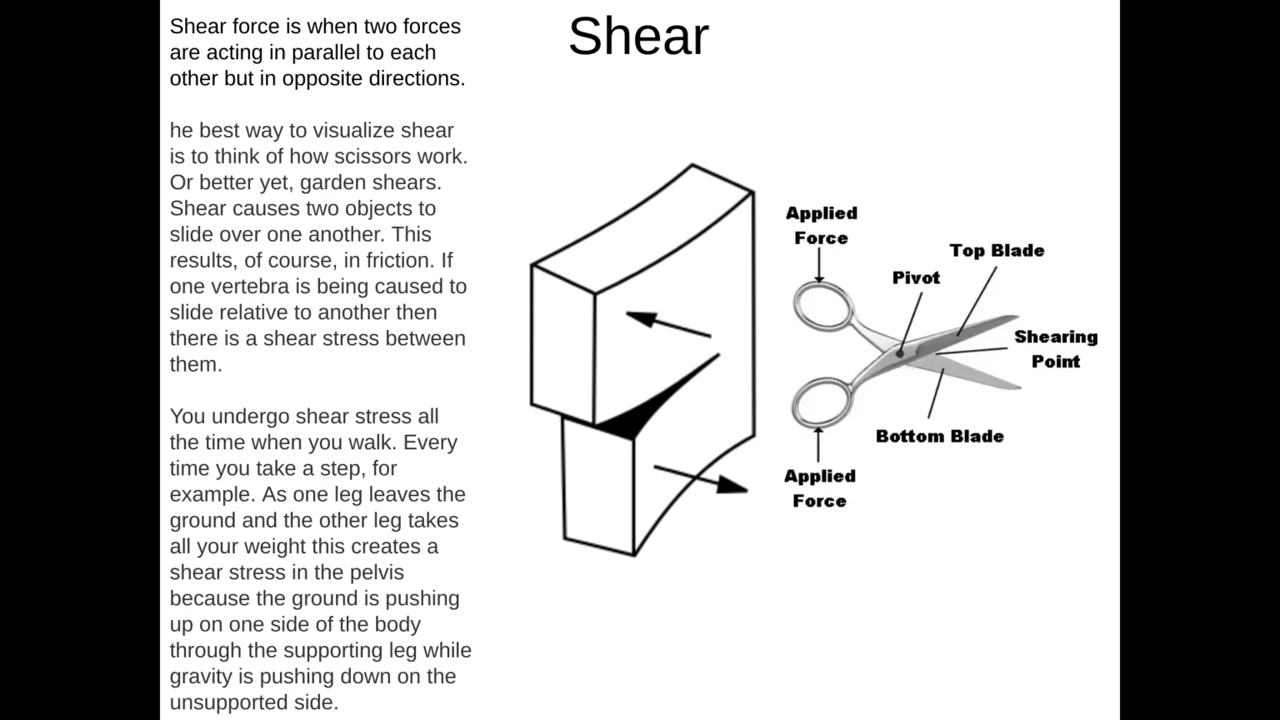 Shear
Shear force is when two forces
are acting in parallel to each
other but in opposite directions.
he best way to visualize shear
is to think of how scissors work.
Or better yet, garden shears.
Shear causes two objects to
slide over one another. This
results, of course, in friction. If
one vertebra is being caused to
slide relative to another then
there is a shear stress between
them.
You undergo shear stress all
the time when you walk. Every
time you take a step, for
example. As one leg leaves the
ground and the other leg takes
all your weight this creates a
shear stress in the pelvis
because the ground is pushing
up on one side of the body
through the supporting leg while
gravity is pushing down on the
unsupported side.
Applied
Force
Top Blade
Pivot
Shearing
Point
Bottom Blade
Applied
Force